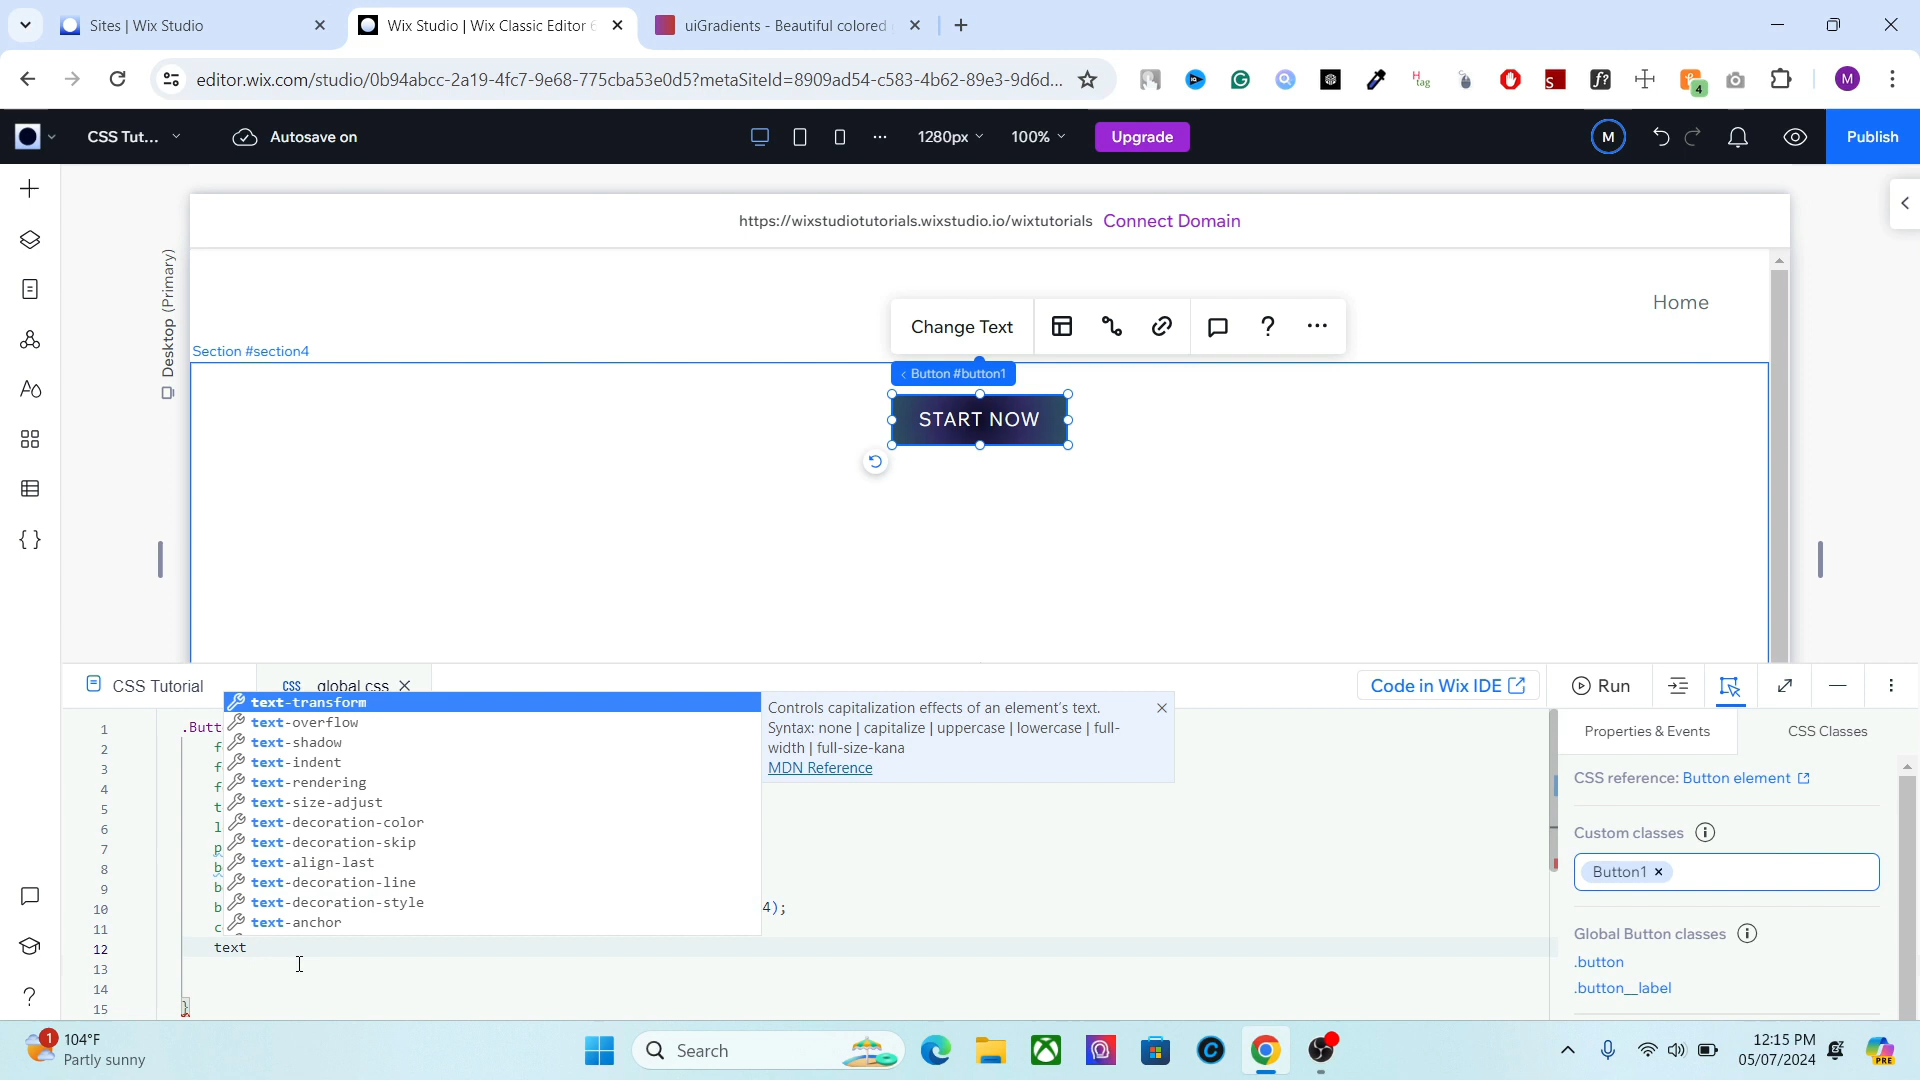 Sites | Wix Studio
Wix Studio | Wix Classic Editor 6
uiGradients - Beautiful colored
editor.wix.com/studio/0b94abcc-2a19-4fc7-9e68-775cba53e0d5?metaSiteId=8909ad54-c583-4b62-89e3-9d6d...
H
tag
f?
4
M
CSS Tut...
Autosave on
1280px
100%
Upgrade
M
Publish
https://wixstudiotutorials.wixstudio.io/wixtutorials Connect Domain
Desktop (Primary)
Home
Change Text
Section #section4
Button #button1
START NOW
CSS Tutorial
CSS global.css
Code in Wix IDE
Run
Properties & Events
CSS Classes
CSS reference: Button element
Custom classes
Button1
Global Button classes
.button
.button__label
1 .Butt
2 f
3 f
4 f
5 t
6 l
7 p
8 b
9 b
10 b 4);
11 c
12 text
13
14
15 }
text-transform
text-overflow
text-shadow
text-indent
text-rendering
text-size-adjust
text-decoration-color
text-decoration-skip
text-align-last
text-decoration-line
text-decoration-style
text-anchor
Controls capitalization effects of an element's text.
Syntax: none | capitalize | uppercase | lowercase | full-
width | full-size-kana
MDN Reference
1
104°F
Partly sunny
Search
12:15 PM
05/07/2024
PRE